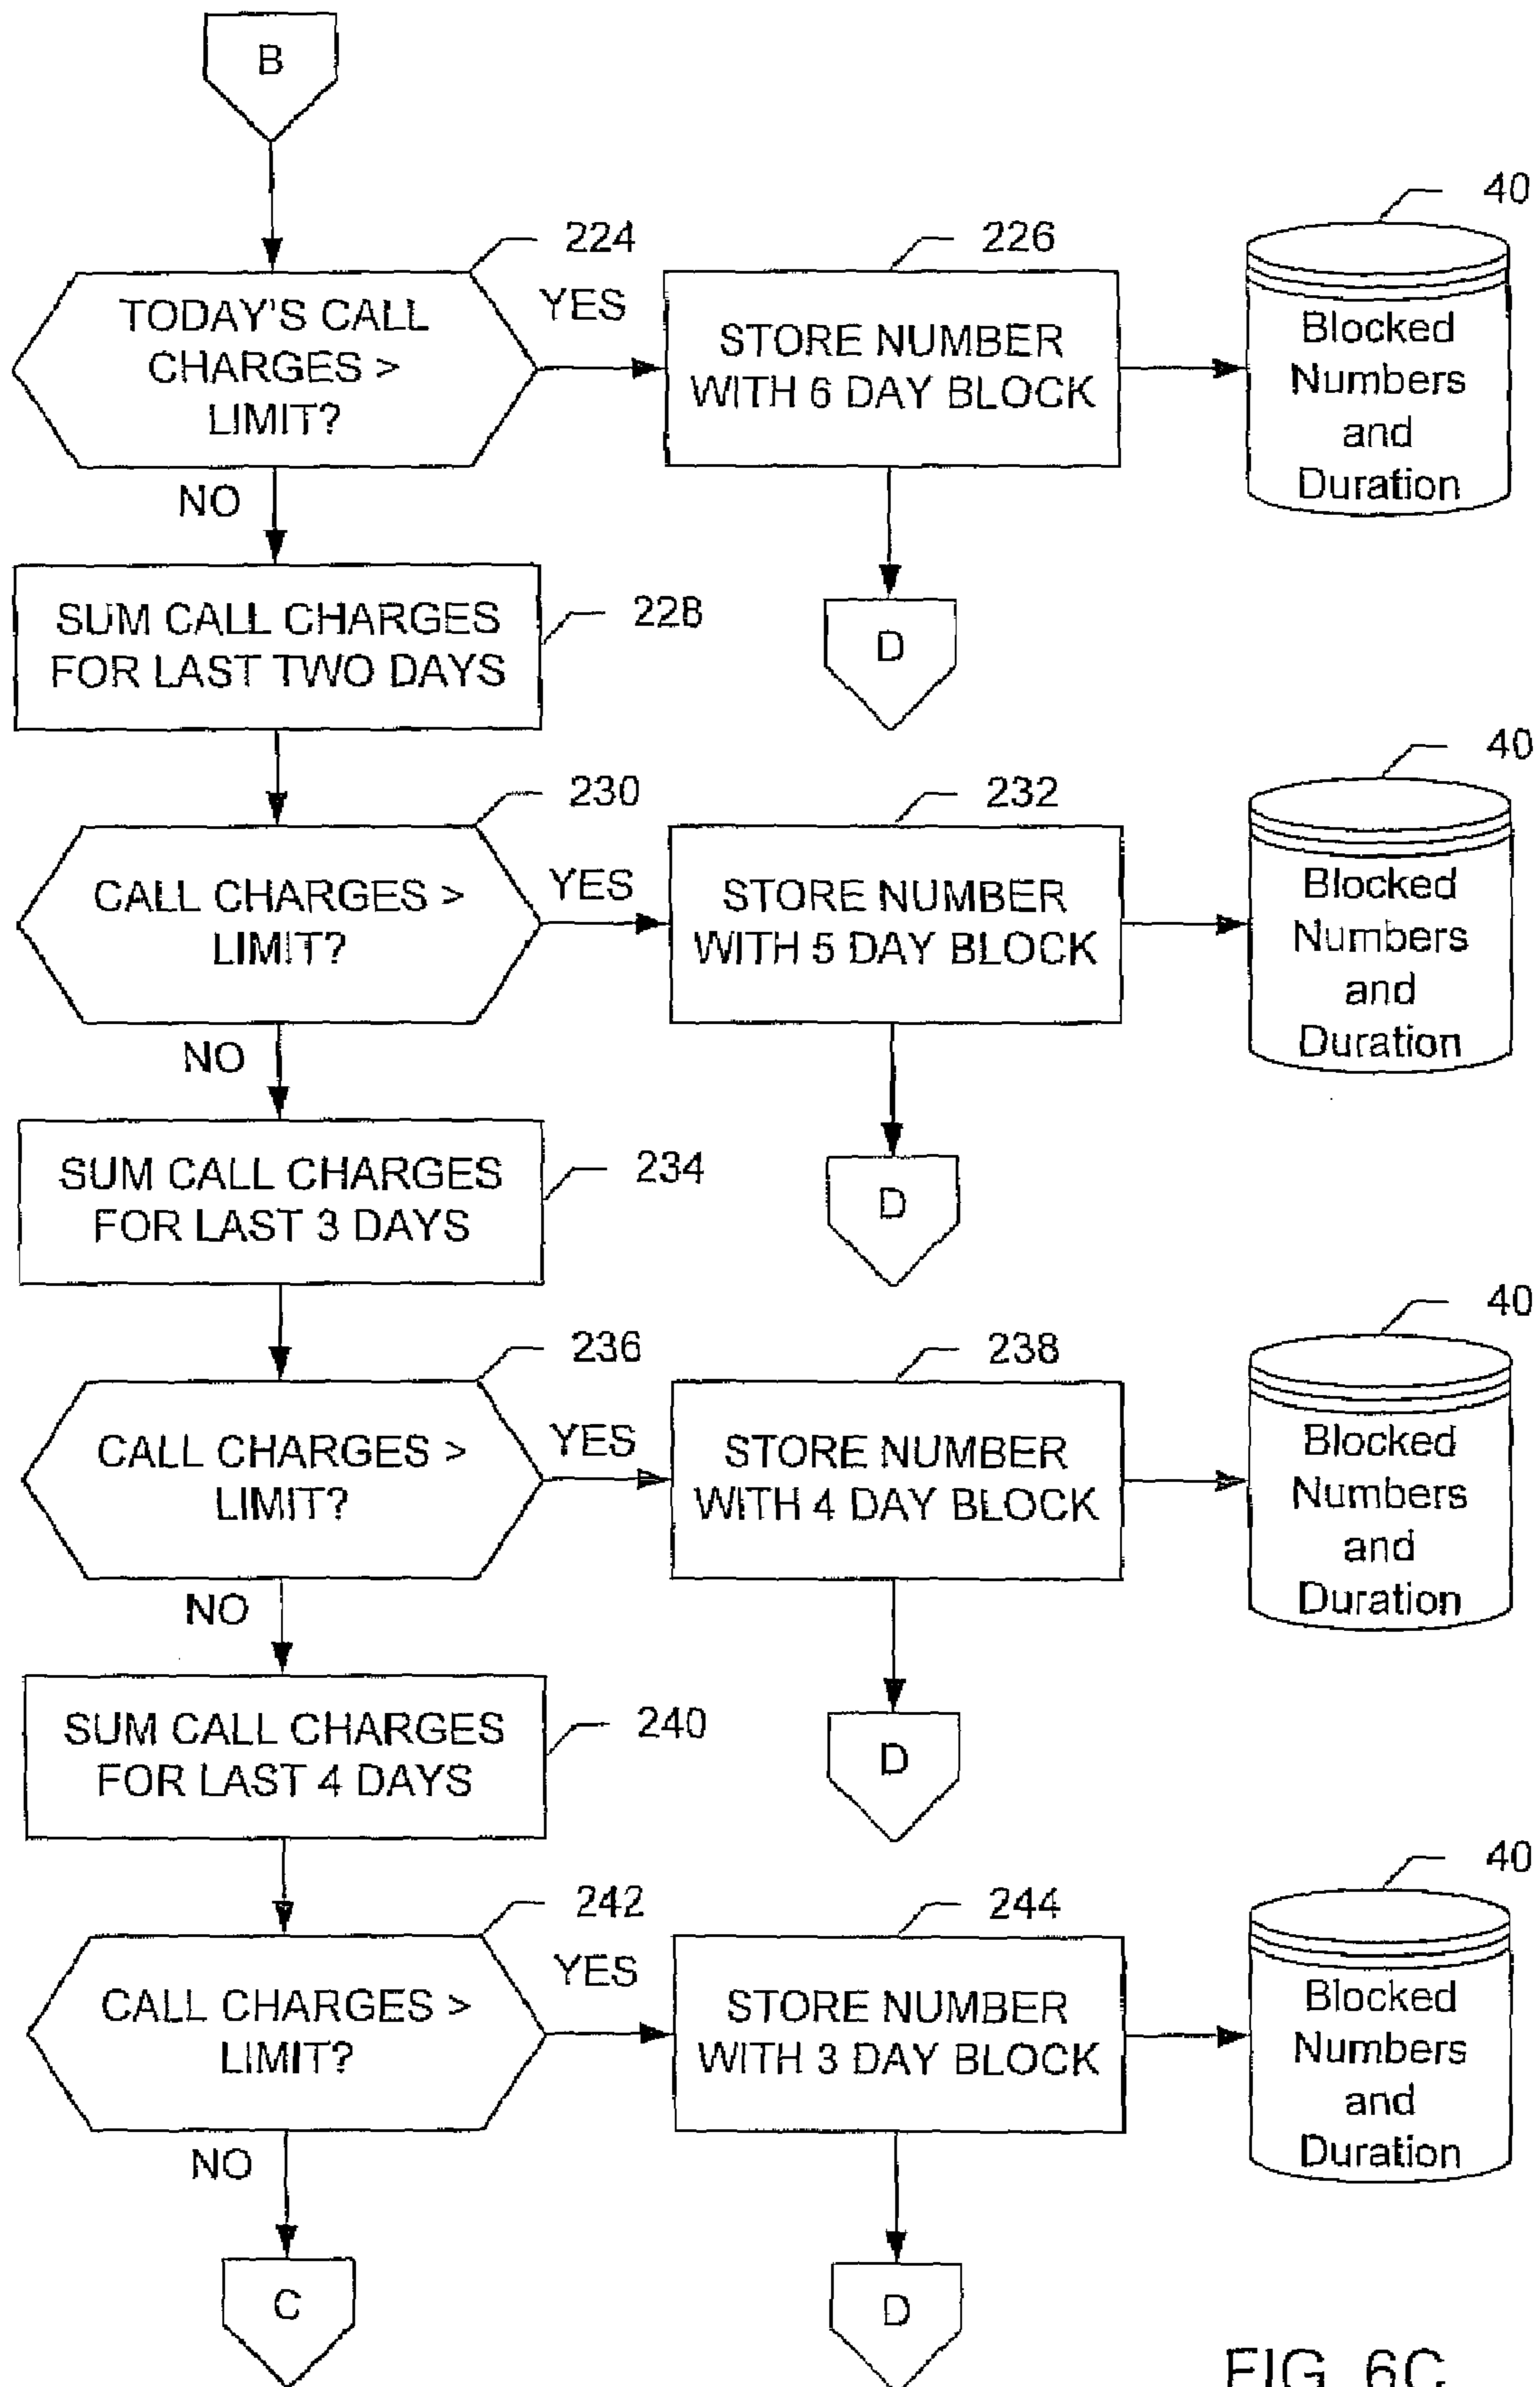 B
40
224
226
TODAY'S CALL
CHARGES >
LIMIT?
YES
STORE NUMBER
WITH 6 DAY BLOCK
Blocked
Numbers
and
Duration
NO
SUM CALL CHARGES
FOR LAST TWO DAYS
228
D
40
230
232
CALL CHARGES >
LIMIT?
YES
STORE NUMBER
WITH 5 DAY BLOCK
Blocked
Numbers
and
Duration
NO
SUM CALL CHARGES
FOR LAST 3 DAYS
234
D
40
236
238
CALL CHARGES >
LIMIT?
YES
STORE NUMBER
WITH 4 DAY BLOCK
Blocked
Numbers
and
Duration
NO
SUM CALL CHARGES
FOR LAST 4 DAYS
240
D
40
242
244
CALL CHARGES >
LIMIT?
YES
STORE NUMBER
WITH 3 DAY BLOCK
Blocked
Numbers
and
Duration
NO
C
D
FIG. 6C